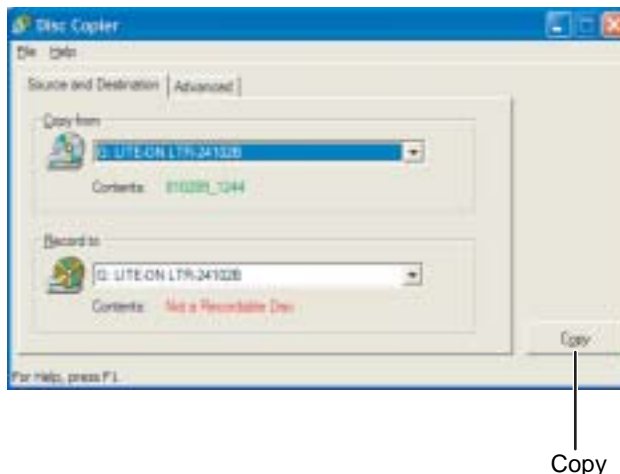 Disc Copier
File Help
Source and Destination Advanced
Copy from
G: LITE-ON LTR-24102B
Contents: 010209_1244
Record to
G: LITE-ON LTR-24102B
Contents: Not a Recordable Disc
Copy
For Help, press F1.
Copy